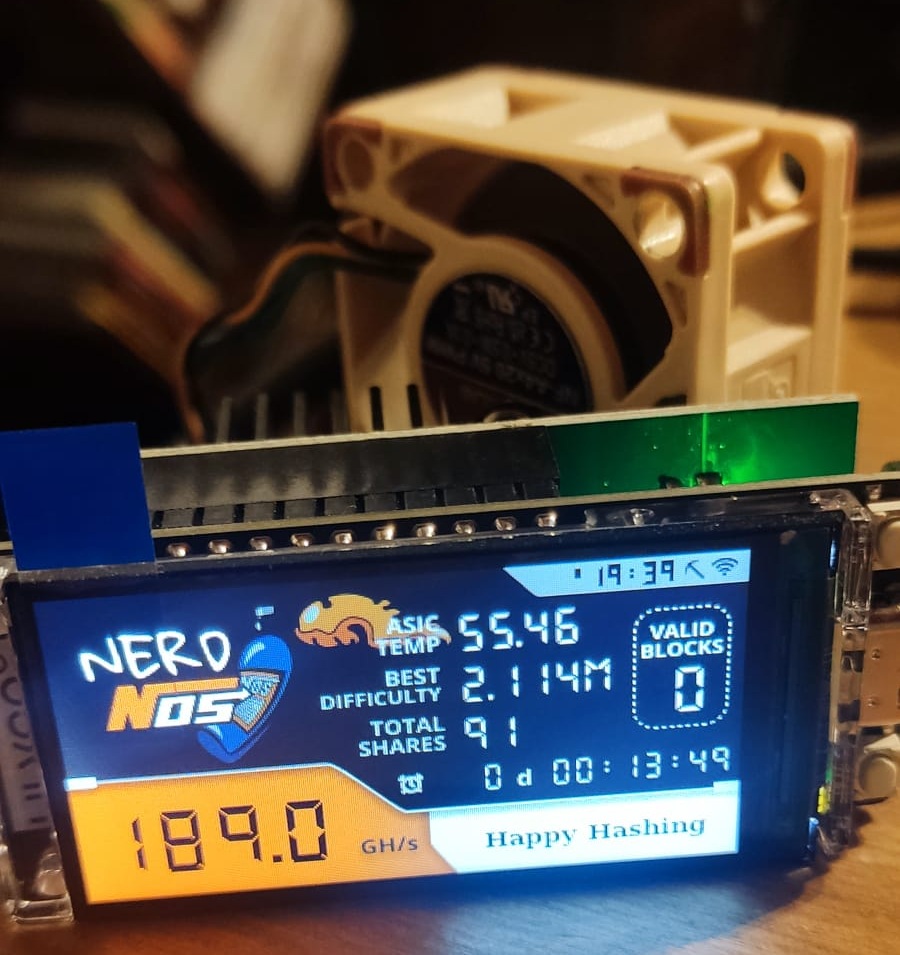 19:39
NERD
NOS
ASIC
TEMP
55.46
BEST
DIFFICULTY
2.114M
TOTAL
SHARES
91
VALID
BLOCKS
0
0 d 00:13:49
189.0 GH/s
Happy Hashing